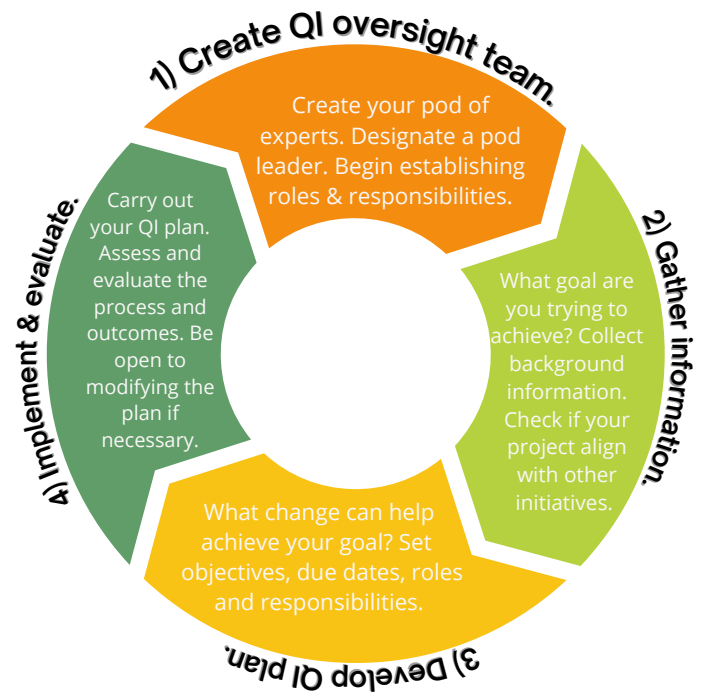 1) Create QI oversight team.
Create your pod of
experts. Designate a pod
leader. Begin establishing
roles & responsibilities.
2) Gather information.
What goal are
you trying to
achieve? Collect
background
information.
Check if your
project align
with other
initiatives.
3) Develop QI plan.
What change can help
achieve your goal? Set
objectives, due dates, roles
and responsibilities.
4) Implement & evaluate.
Carry out
your QI plan.
Assess and
evaluate the
process and
outcomes. Be
open to
modifying the
plan if
necessary.